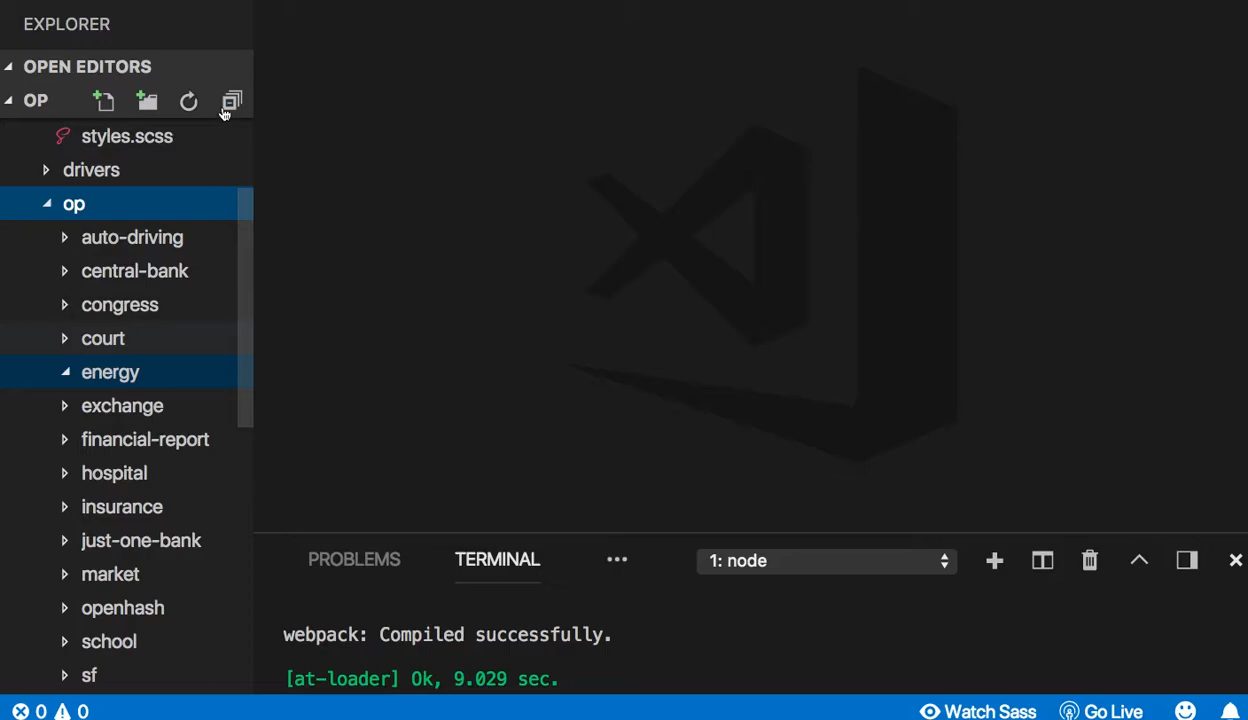 EXPLORER
OPEN EDITORS
OP
styles.scss
drivers
op
auto-driving
central-bank
congress
court
energy
exchange
financial-report
hospital
insurance
just-one-bank
market
openhash
school
sf
PROBLEMS TERMINAL ••• 1: node
webpack: Compiled successfully.
[at-loader] Ok, 9.029 sec.
0 0 Watch Sass Go Live